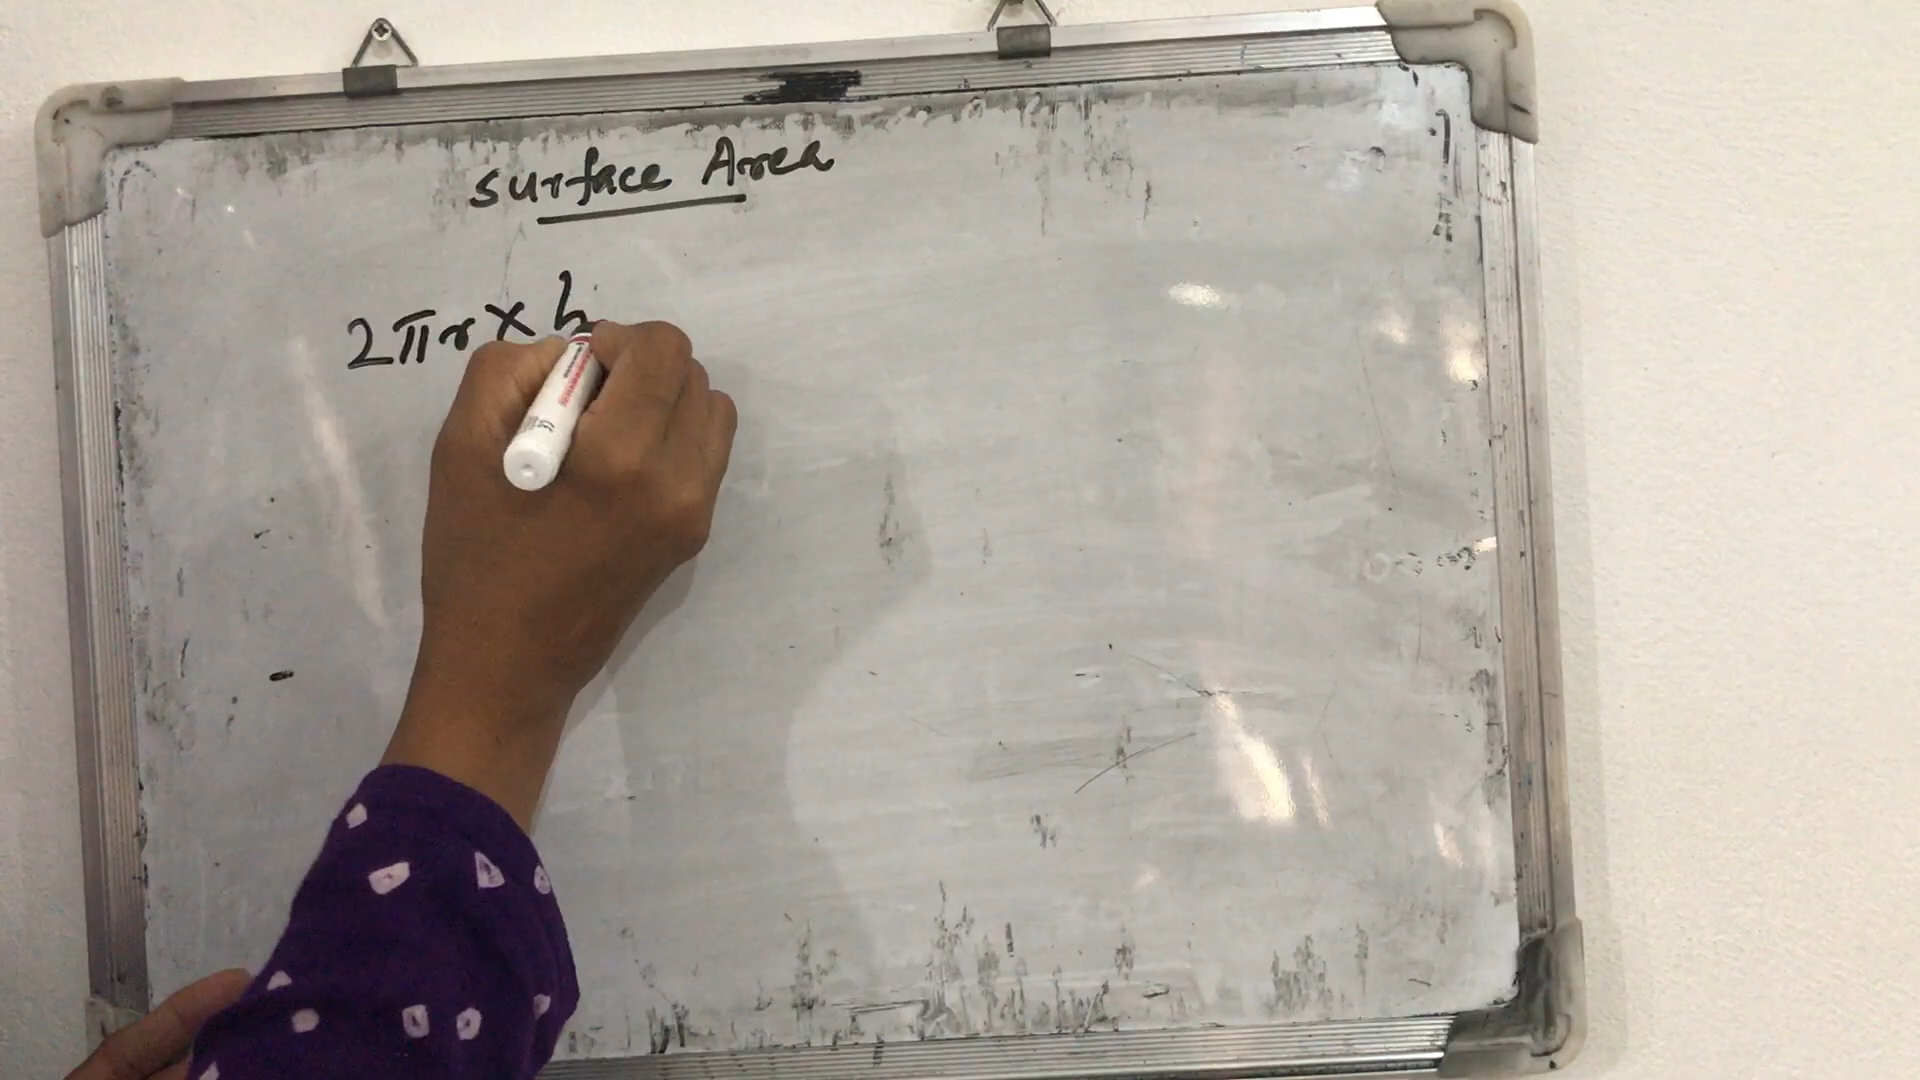 surface Area
2πr × h